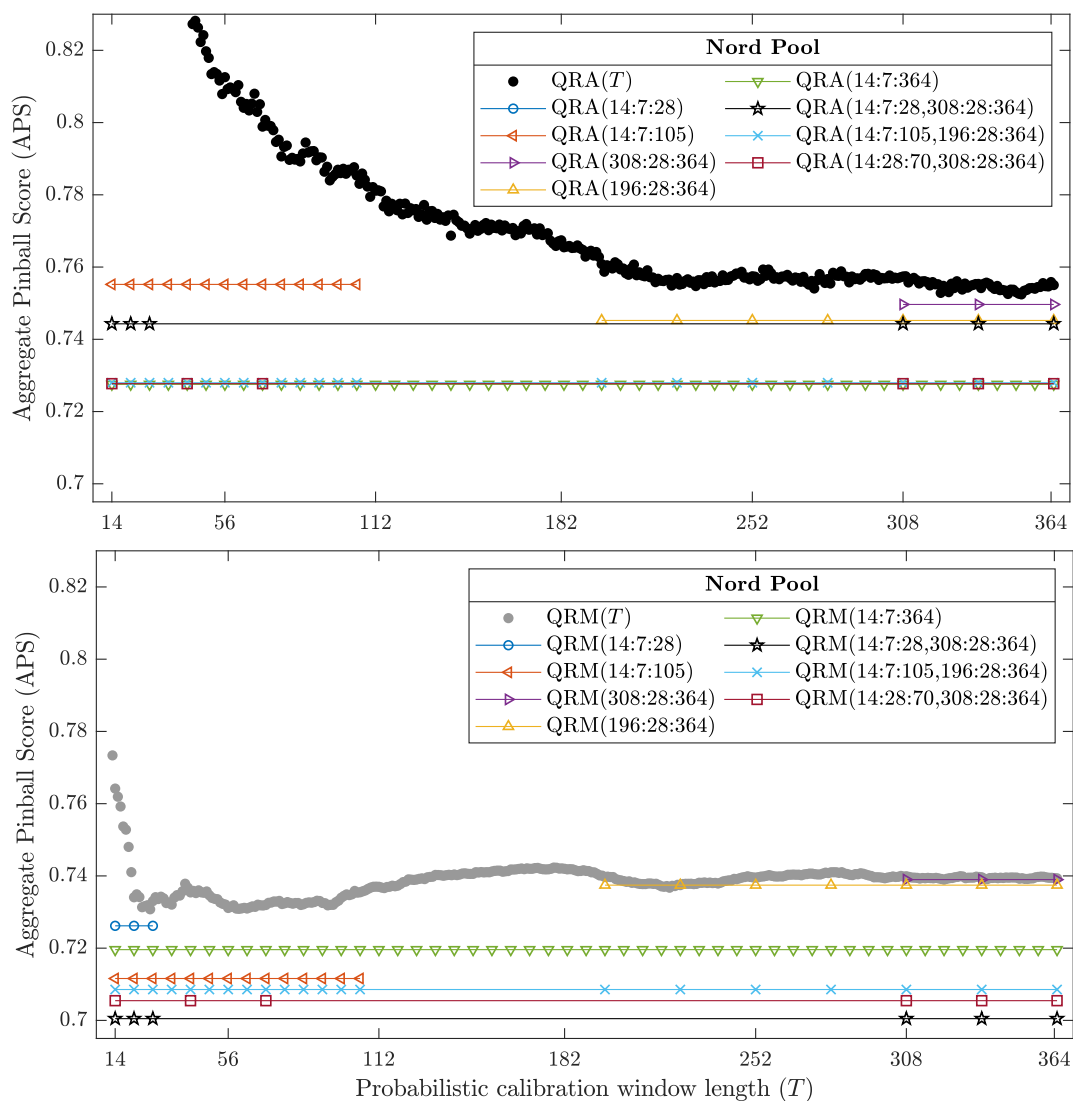 Aggregate Pinball Score (APS)
0.82
0.8
0.78
0.76
0.74
0.72
0.7
14 56 112 182 252 308 364
Nord Pool
QRA(T)
QRA(14:7:28)
QRA(14:7:105)
QRA(308:28:364)
QRA(196:28:364)
QRA(14:7:364)
QRA(14:7:28,308:28:364)
QRA(14:7:105,196:28:364)
QRA(14:28:70,308:28:364)
Aggregate Pinball Score (APS)
0.82
0.8
0.78
0.76
0.74
0.72
0.7
14 56 112 182 252 308 364
Nord Pool
QRM(T)
QRM(14:7:28)
QRM(14:7:105)
QRM(308:28:364)
QRM(196:28:364)
QRM(14:7:364)
QRM(14:7:28,308:28:364)
QRM(14:7:105,196:28:364)
QRM(14:28:70,308:28:364)
Probabilistic calibration window length (T)